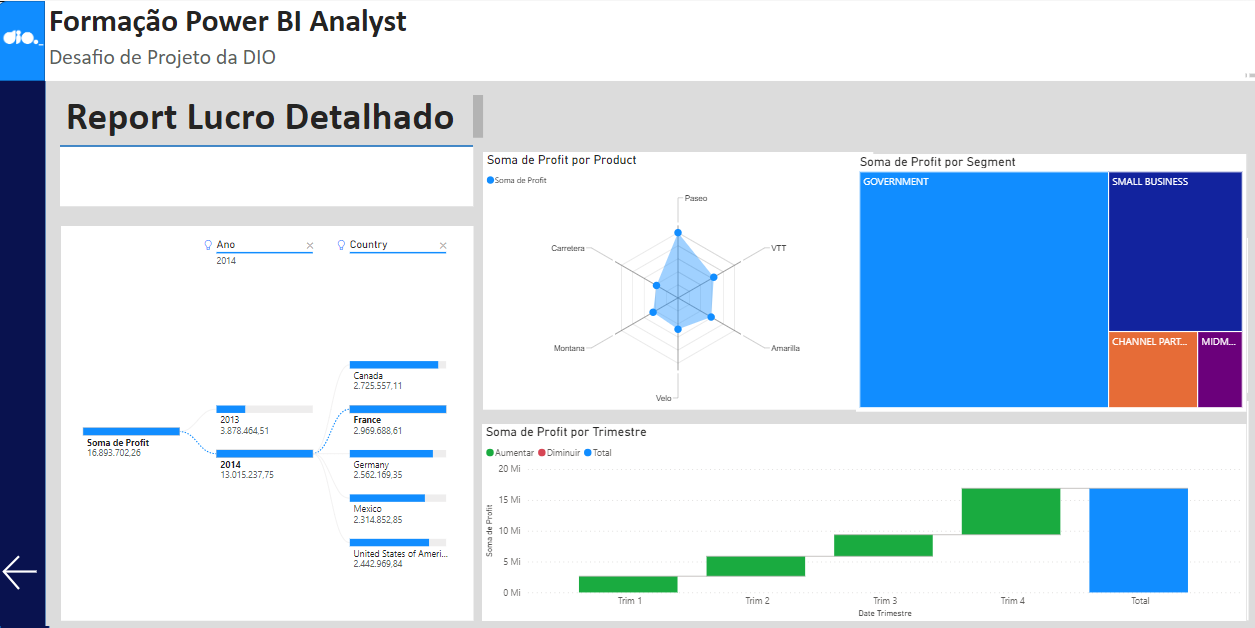 dio.
Formação Power BI Analyst
Desafio de Projeto da DIO
Report Lucro Detalhado
Ano
2014
Country
Soma de Profit
16.893.702,26
2013
3.878.464,51
2014
13.015.237,75
Canada
2.725.557,11
France
2.969.688,61
Germany
2.562.169,35
Mexico
2.314.852,85
United States of Ameri...
2.442.969,84
Soma de Profit por Product
Soma de Profit
Paseo
VTT
Amarilla
Velo
Montana
Carretera
Soma de Profit por Segment
GOVERNMENT
SMALL BUSINESS
CHANNEL PART...
MIDM...
Soma de Profit por Trimestre
Aumentar Diminuir Total
Soma de Profit
20 Mi
15 Mi
10 Mi
5 Mi
0 Mi
Trim 1 Trim 2 Trim 3 Trim 4 Total
Date Trimestre